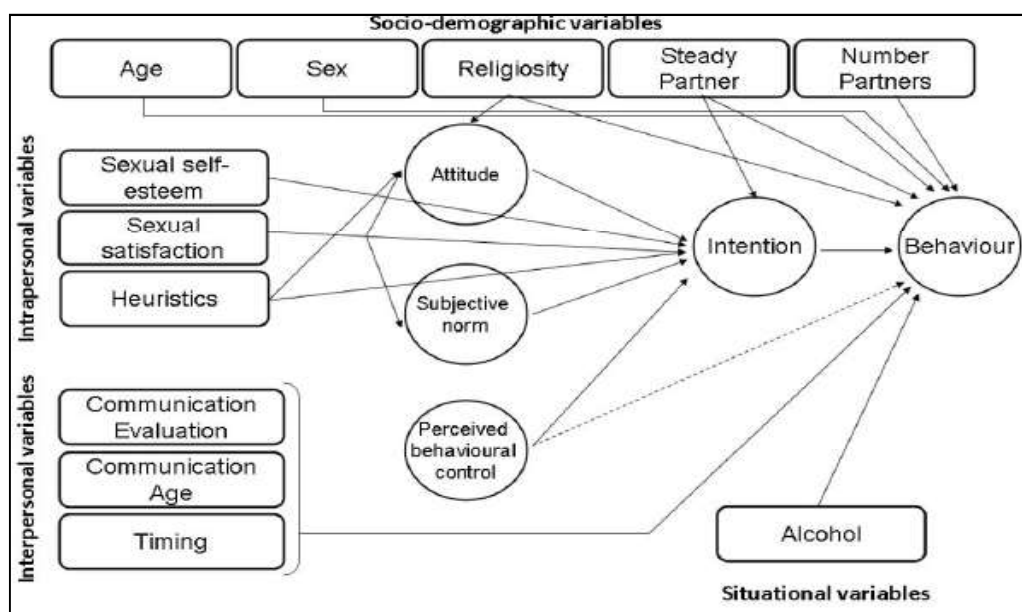 Socio-demographic variables
Age
Sex
Religiosity
Steady
Partner
Number
Partners
Intrapersonal variables
Sexual self-
esteem
Sexual
satisfaction
Heuristics
Attitude
Subjective
norm
Perceived
behavioural
control
Intention
Behaviour
Interpersonal variables
Communication
Evaluation
Communication
Age
Timing
Alcohol
Situational variables